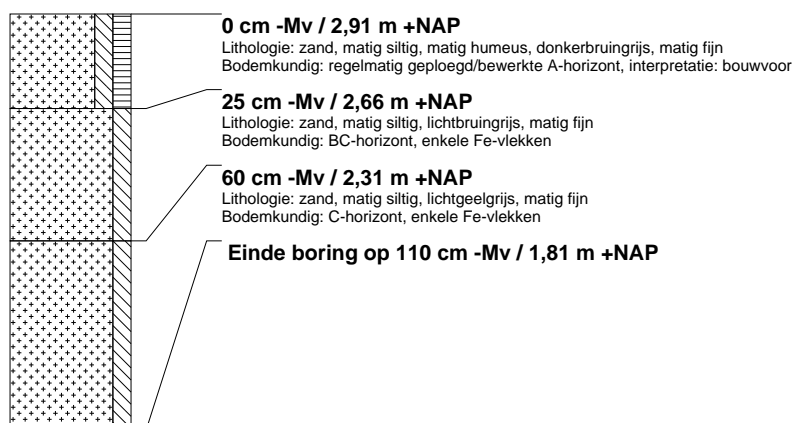 0 cm -Mv / 2,91 m +NAP
Lithologie: zand, matig siltig, matig humeus, donkerbruingrijs, matig fijn
Bodemkundig: regelmatig geploegd/bewerkte A-horizont, interpretatie: bouwvoor
25 cm -Mv / 2,66 m +NAP
Lithologie: zand, matig siltig, lichtbruingrijs, matig fijn
Bodemkundig: BC-horizont, enkele Fe-vlekken
60 cm -Mv / 2,31 m +NAP
Lithologie: zand, matig siltig, lichtgeelgrijs, matig fijn
Bodemkundig: C-horizont, enkele Fe-vlekken
Einde boring op 110 cm -Mv / 1,81 m +NAP